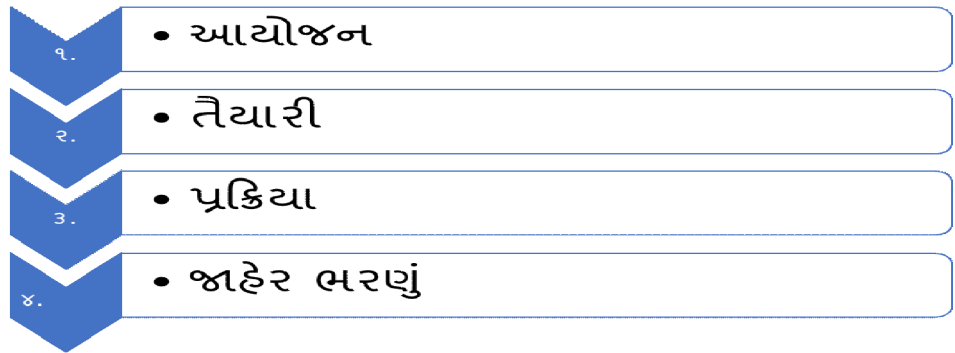 ૧.
• આયોજન
૨.
• તૈયારી
૩.
• પ્રક્રિયા
૪.
• જાહેર ભરણું